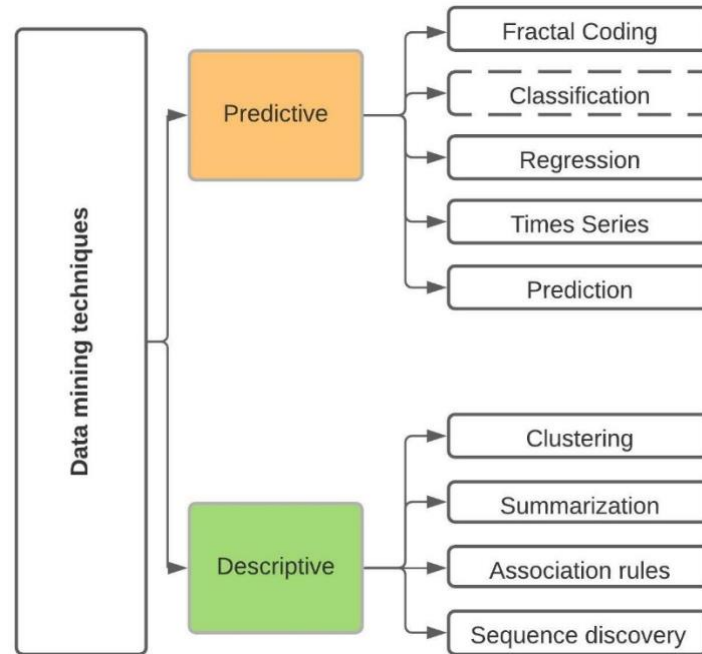 Data mining techniques
Predictive
Fractal Coding
Classification
Regression
Times Series
Prediction
Descriptive
Clustering
Summarization
Association rules
Sequence discovery